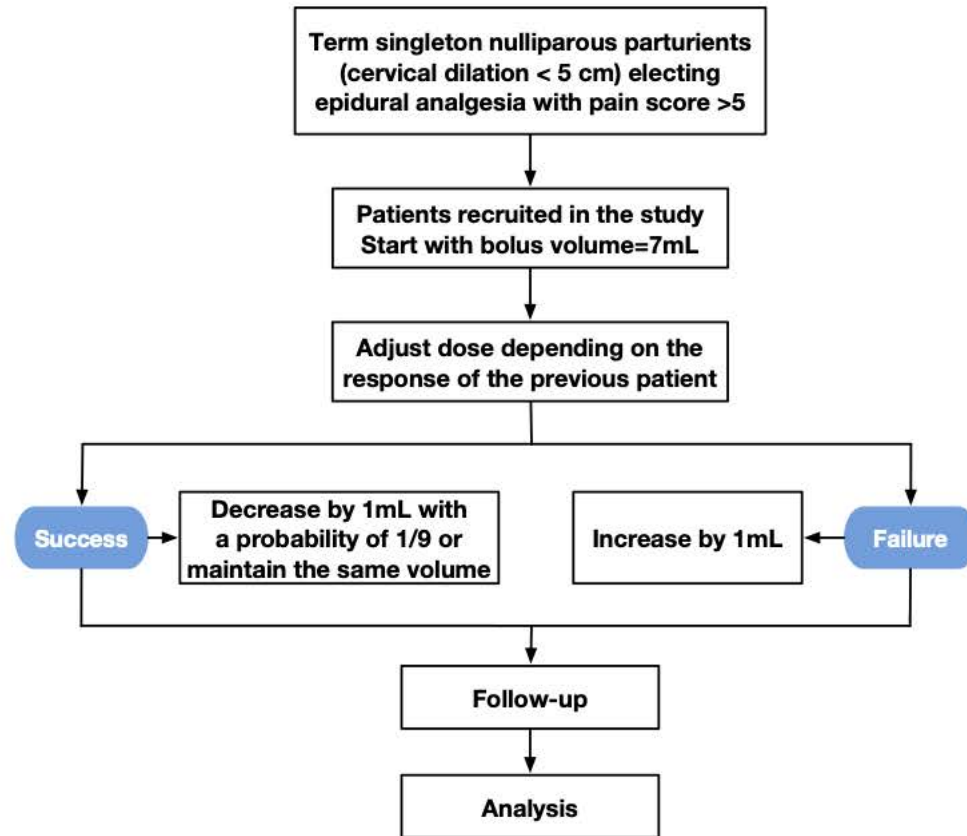 Term singleton nulliparous parturients
(cervical dilation < 5 cm) electing
epidural analgesia with pain score >5
Patients recruited in the study
Start with bolus volume=7mL
Adjust dose depending on the
response of the previous patient
Success
Decrease by 1mL with
a probability of 1/9 or
maintain the same volume
Increase by 1mL
Failure
Follow-up
Analysis